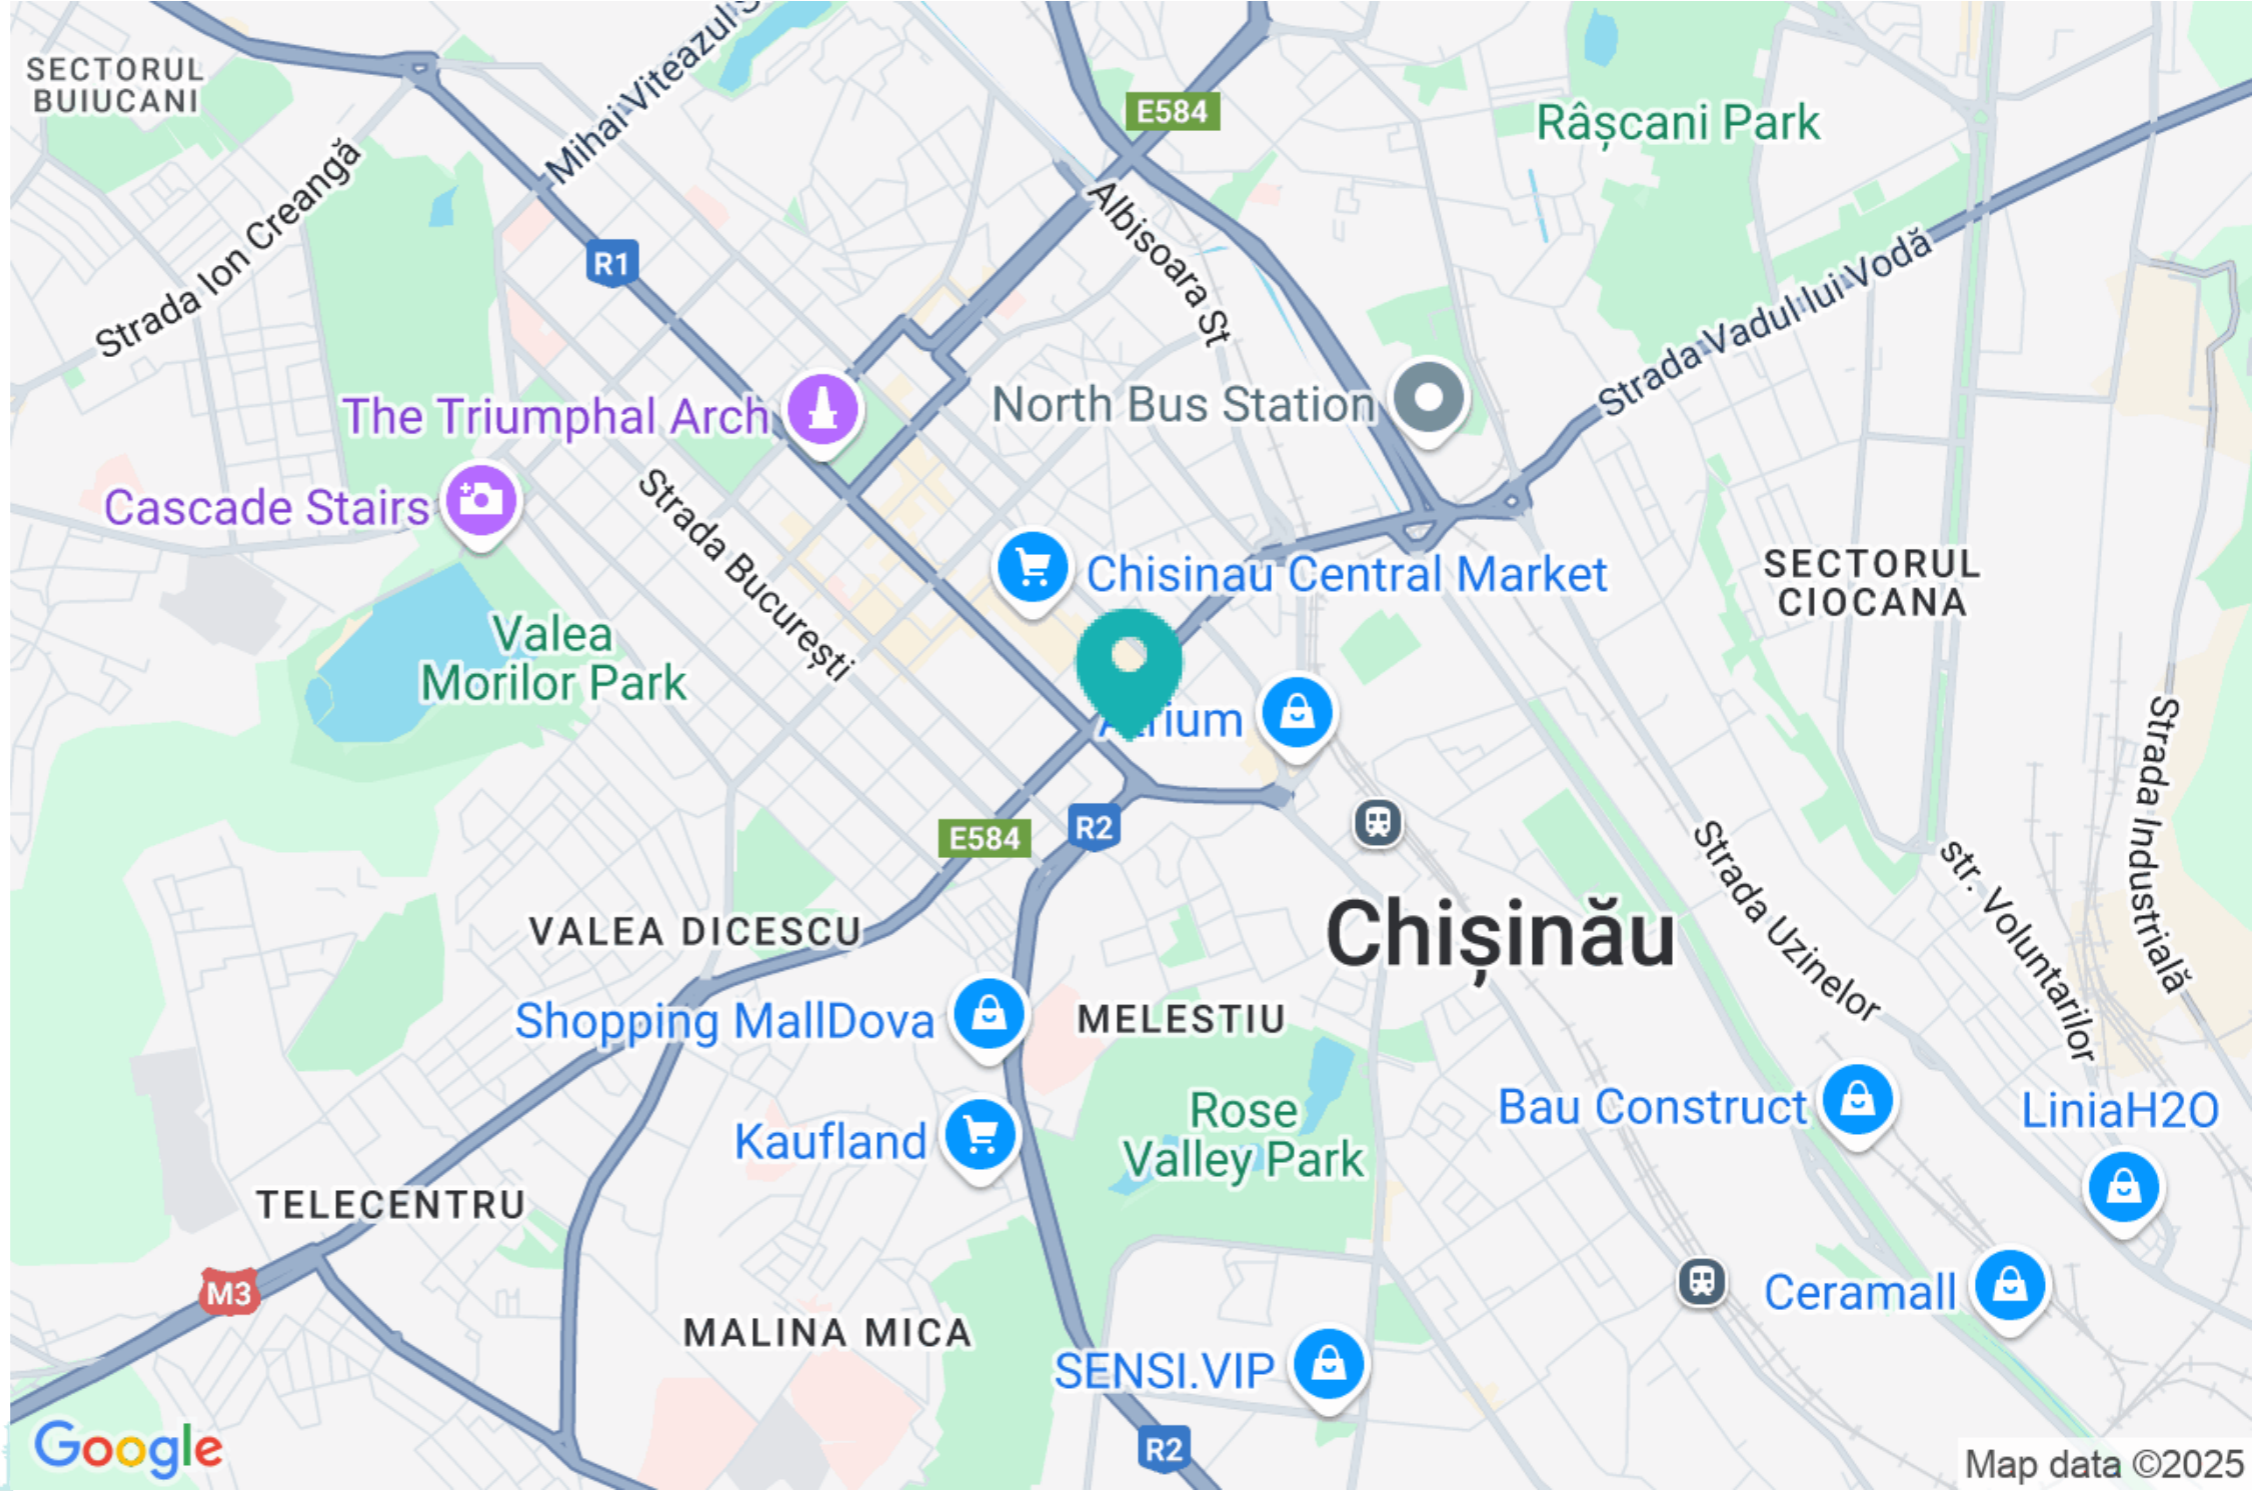 SECTORUL
BUIUCANI
Mihai Viteazul S
E584
Râșcani Park
Strada Ion Creangă
R1
Albisoara St
Strada Vadul lui Vodă
The Triumphal Arch
North Bus Station
Cascade Stairs
Strada București
Chisinau Central Market
SECTORUL
CIOCANA
Valea
Morilor Park
Atrium
Strada Industrială
E584
R2
Strada Uzinelor
str. Voluntarilor
VALEA DICESCU
Chișinău
Shopping MallDova
MELESTIU
Rose
Valley Park
Bau Construct
LiniaH2O
Kaufland
TELECENTRU
M3
Ceramall
MALINA MICA
SENSI.VIP
R2
Google
Map data ©2025